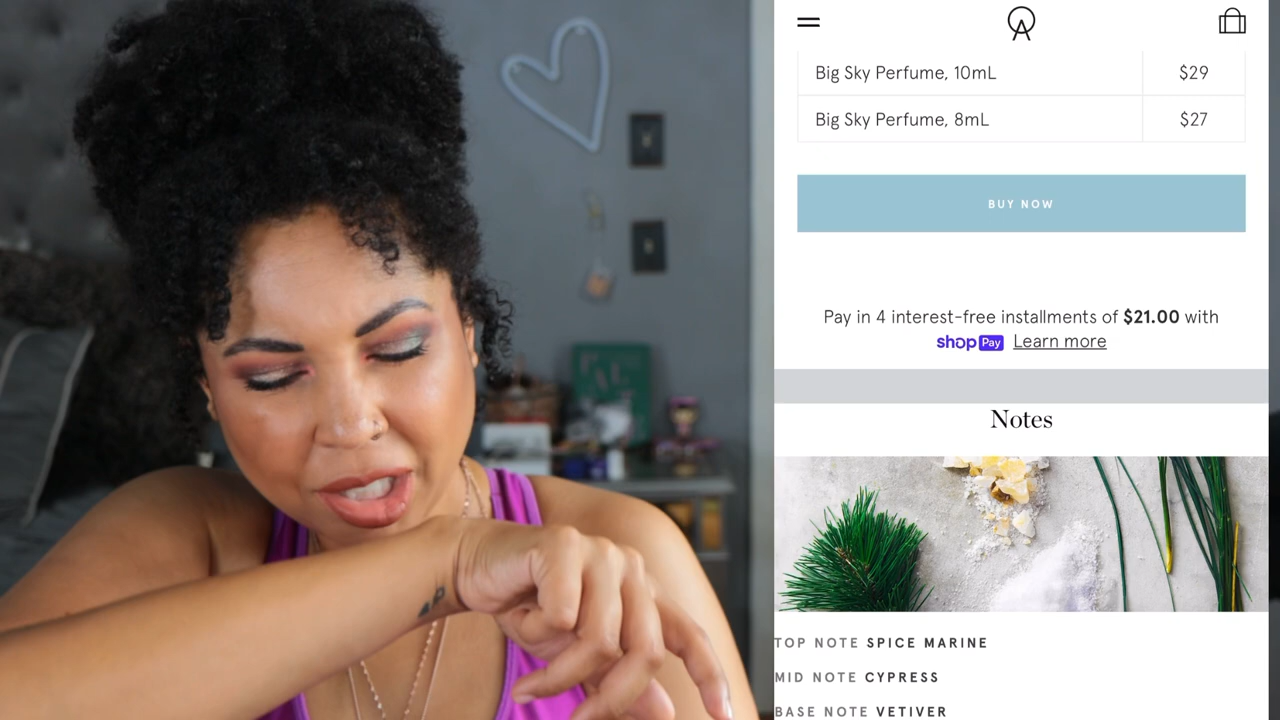 Big Sky Perfume, 10mL $29
Big Sky Perfume, 8mL $27
BUY NOW
Pay in 4 interest-free installments of $21.00 with
shop Pay Learn more
Notes
TOP NOTE SPICE MARINE
MID NOTE CYPRESS
BASE NOTE VETIVER